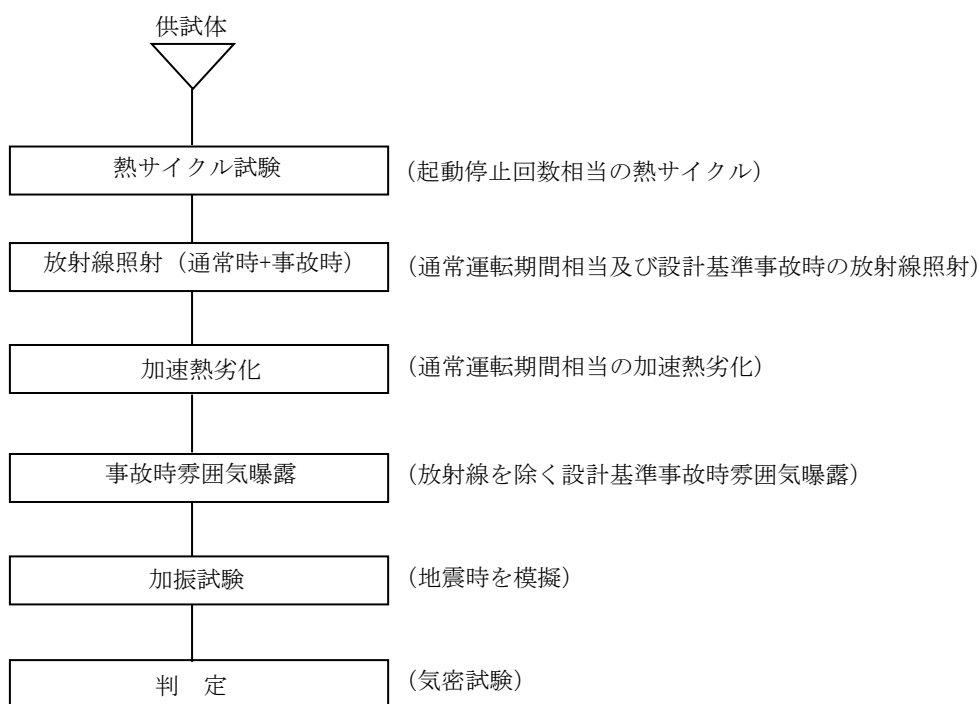 供試体
熱サイクル試験 (起動停止回数相当の熱サイクル)
放射線照射(通常時+事故時) (通常運転期間相当及び設計基準事故時の放射線照射)
加速熱劣化 (通常運転期間相当の加速熱劣化)
事故時雰囲気曝露 (放射線を除く設計基準事故時雰囲気曝露)
加振試験 (地震時を模擬)
判 定 (気密試験)